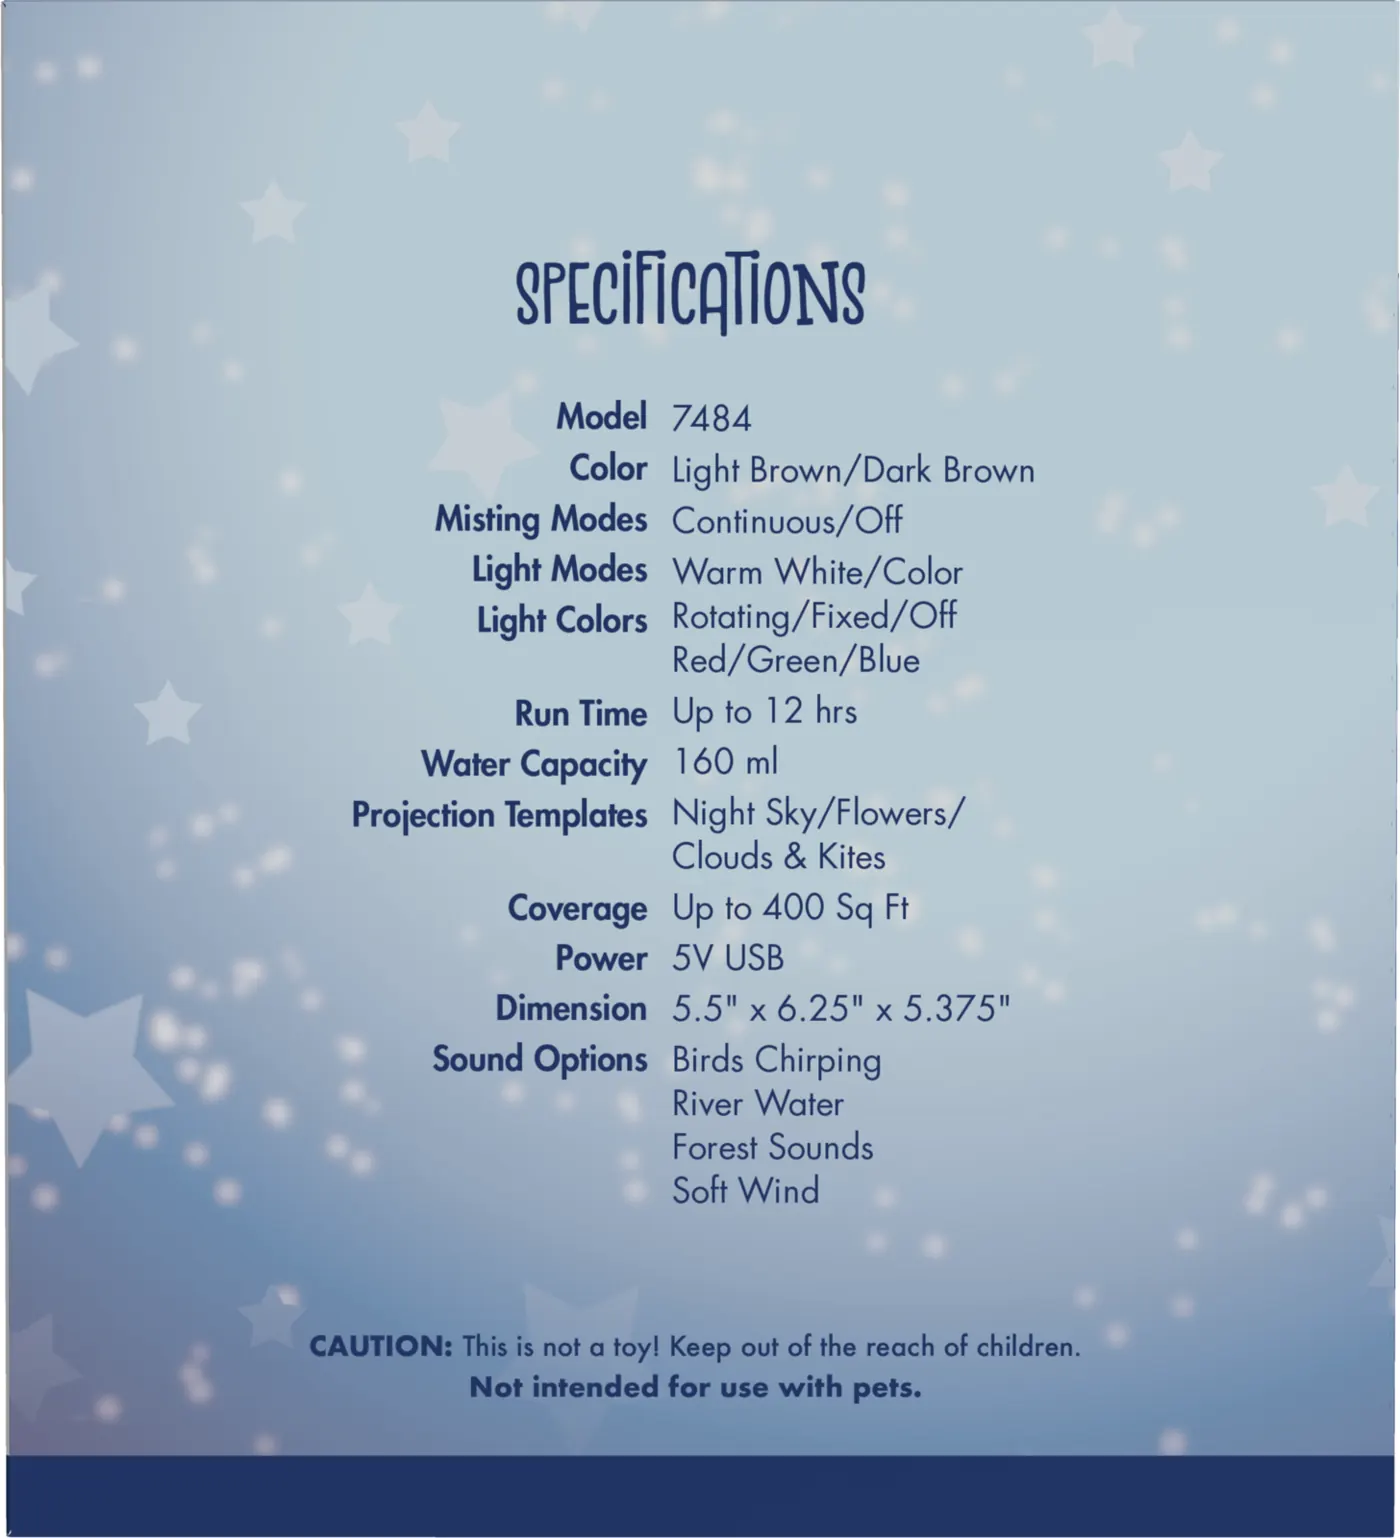 SPECIFICATIONS
Model 7484
Color Light Brown/Dark Brown
Misting Modes Continuous/Off
Light Modes Warm White/Color
Light Colors Rotating/Fixed/Off
Red/Green/Blue
Run Time Up to 12 hrs
Water Capacity 160 ml
Projection Templates Night Sky/Flowers/
Clouds & Kites
Coverage Up to 400 Sq Ft
Power 5V USB
Dimension 5.5" x 6.25" x 5.375"
Sound Options Birds Chirping
River Water
Forest Sounds
Soft Wind
CAUTION: This is not a toy! Keep out of the reach of children.
Not intended for use with pets.